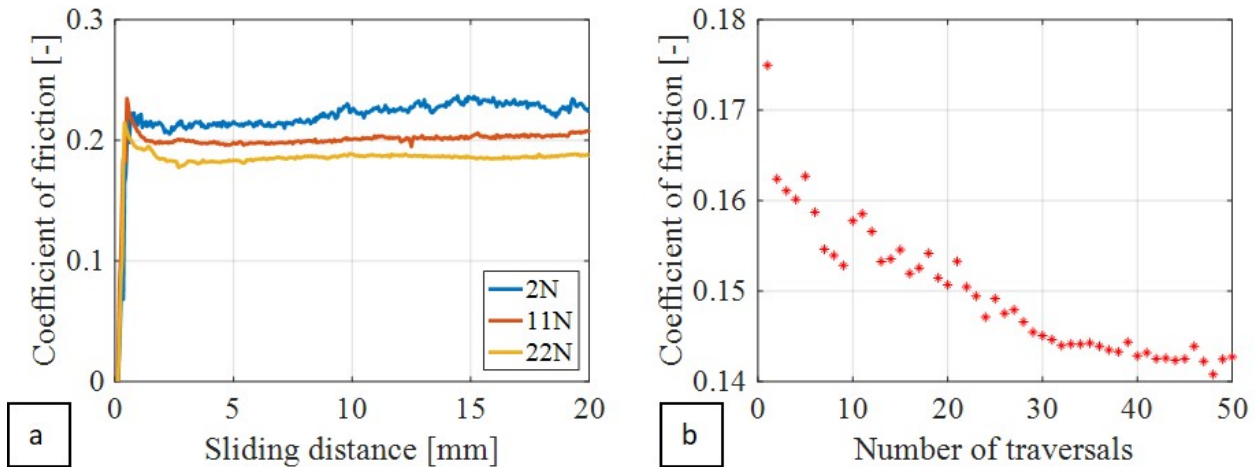 Coefficient of friction [-]
0.3
0.2
0.1
0
0
5
10
15
20
2N
11N
22N
Sliding distance [mm]
a
Coefficient of friction [-]
0.18
0.17
0.16
0.15
0.14
0
10
20
30
40
50
Number of traversals
b